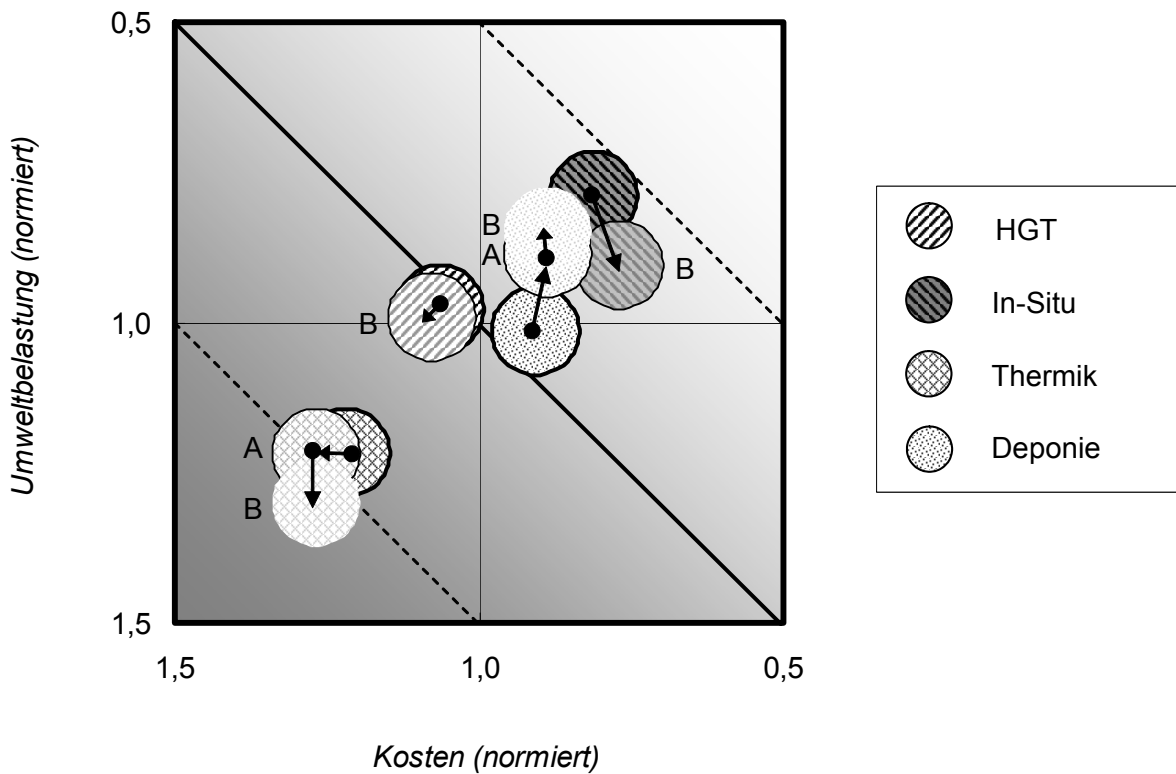 0,5
Umweltbelastung (normiert)
B
A
B
B
1,0
A
B
1,5
1,5
1,0
0,5
Kosten (normiert)
HGT
In-Situ
Thermik
Deponie